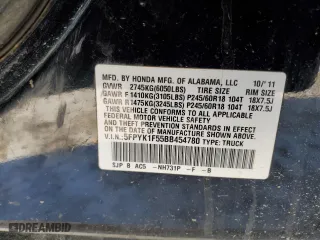 MFD. BY HONDA MFG. OF ALABAMA, LLC 10/11
GVWR 2745KG(6050LBS) TIRE SIZE RIM SIZE
GAWR F 1410KG(3105LBS) P245/60R18 104T 18X7.5J
GAWR R 1475KG(3245LBS) P245/60R18 104T 18X7.5J
THIS VEHICLE CONFORMS TO ALL APPLICABLE
FEDERAL MOTOR VEHICLE SAFETY AND
THEFT PREVENTION STANDARDS IN EFFECT ON
THE DATE OF MANUFACTURE SHOWN ABOVE.
V.I.N.: 5FPYK1F55BB454780 TYPE: TRUCK
SJP B AC5 -NH731P -F -B